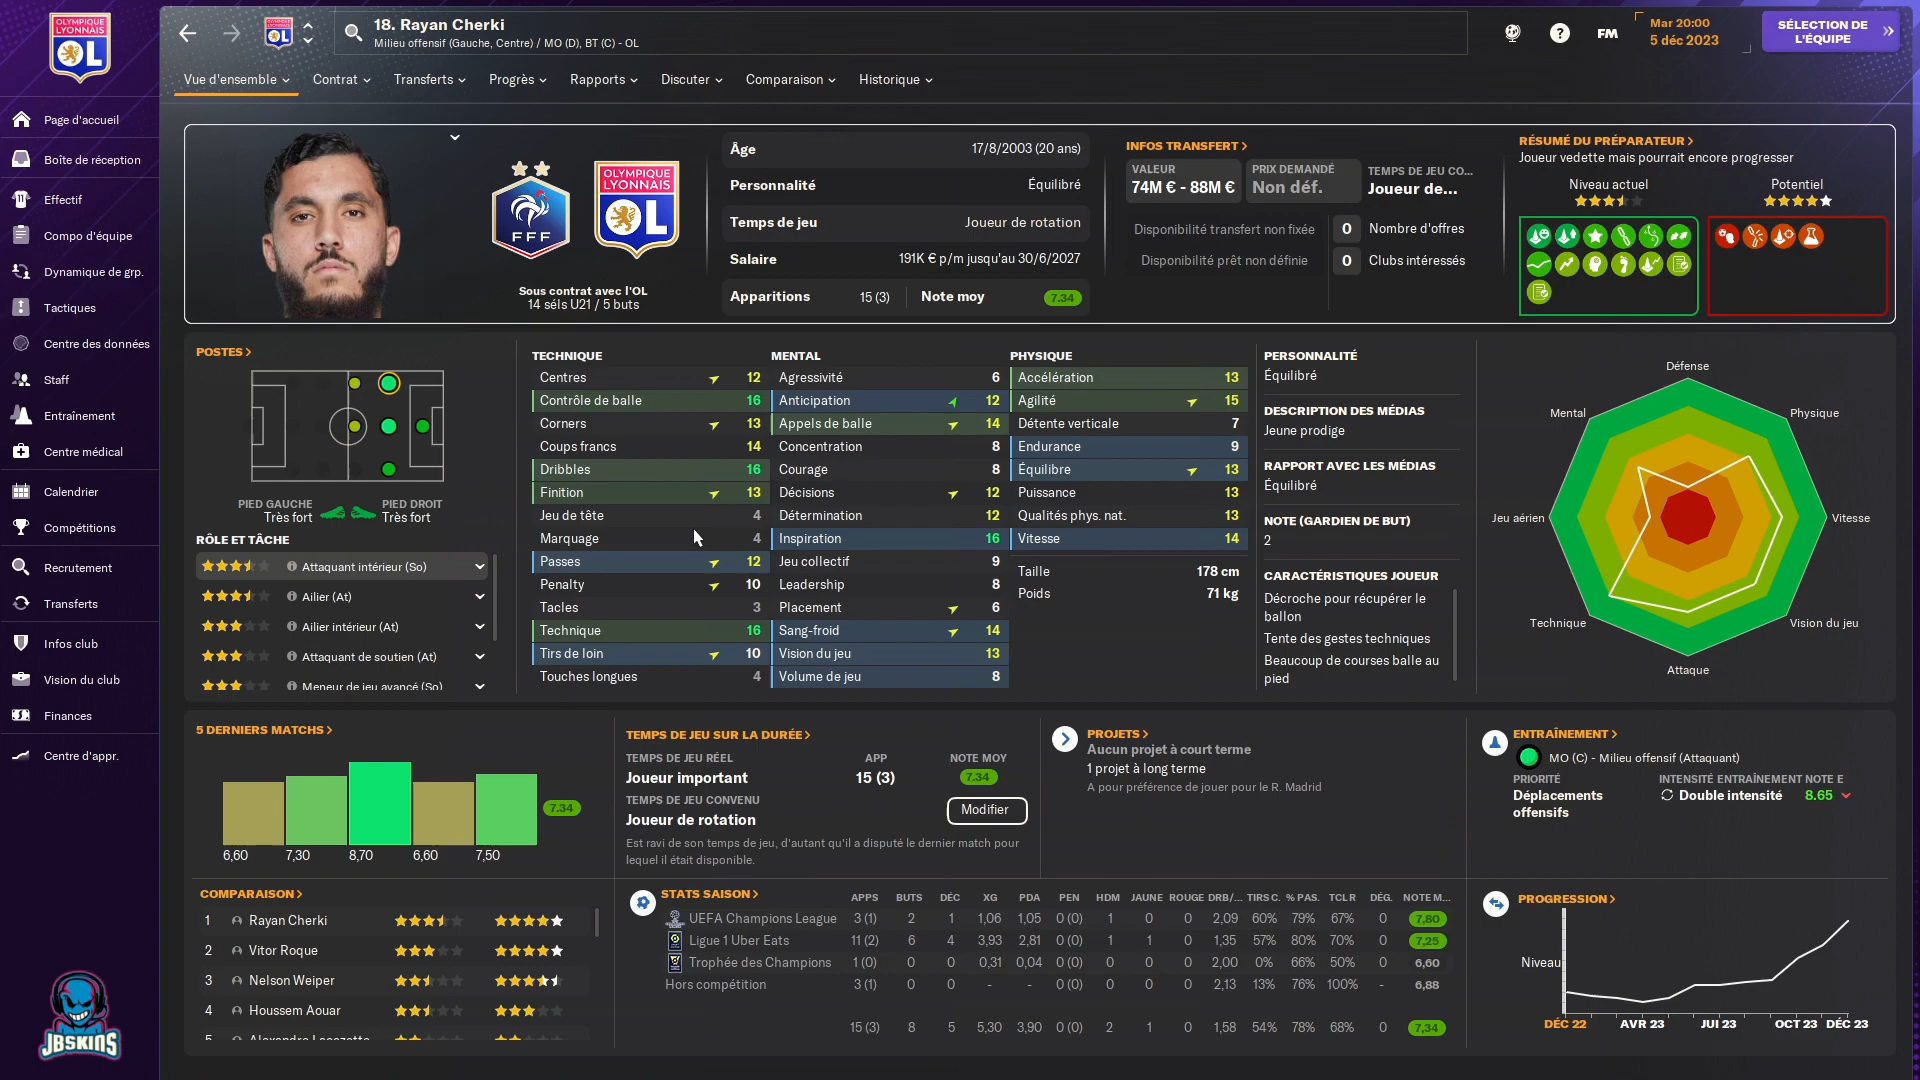 OLYMPIQUE
LYONNAIS
OL
18. Rayan Cherki
Milieu offensif (Gauche, Centre) / MO (D), BT (C) - OL
FM
Mar 20:00
5 déc 2023
SÉLECTION DE
L'ÉQUIPE
Vue d'ensemble
Contrat
Transferts
Progrès
Rapports
Discuter
Comparaison
Historique
Page d'accueil
Boîte de réception
Effectif
Compo d'équipe
Dynamique de grp.
Tactiques
Centre des données
Staff
Entraînement
Centre médical
Calendrier
Compétitions
Recrutement
Transferts
Infos club
Vision du club
Finances
Centre d'appr.
JBSKINS
FFF
OLYMPIQUE
LYONNAIS
OL
Sous contrat avec l'OL
14 séls U21 / 5 buts
Âge 17/8/2003 (20 ans)
Personnalité Équilibré
Temps de jeu Joueur de rotation
Salaire 191K € p/m jusqu'au 30/6/2027
Apparitions 15 (3) Note moy 7.34
INFOS TRANSFERT >
VALEUR
74M € - 88M €
PRIX DEMANDÉ
Non déf.
TEMPS DE JEU CO...
Joueur de...
Disponibilité transfert non fixée
Disponibilité prêt non définie
0 Nombre d'offres
0 Clubs intéressés
RÉSUMÉ DU PRÉPARATEUR >
Joueur vedette mais pourrait encore progresser
Niveau actuel
Potentiel
POSTES >
PIED GAUCHE
Très fort
PIED DROIT
Très fort
RÔLE ET TÂCHE
Attaquant intérieur (So)
Ailier (At)
Ailier intérieur (At)
Attaquant de soutien (At)
Meneur de jeu avancé (So)
TECHNIQUE
Centres 12
Contrôle de balle 16
Corners 13
Coups francs 14
Dribbles 16
Finition 13
Jeu de tête 4
Marquage 4
Passes 12
Penalty 10
Tacles 3
Technique 16
Tirs de loin 10
Touches longues 4
MENTAL
Agressivité 6
Anticipation 12
Appels de balle 14
Concentration 8
Courage 8
Décisions 12
Détermination 12
Inspiration 16
Jeu collectif 9
Leadership 8
Placement 6
Sang-froid 14
Vision du jeu 13
Volume de jeu 8
PHYSIQUE
Accélération 13
Agilité 15
Détente verticale 7
Endurance 9
Équilibre 13
Puissance 13
Qualités phys. nat. 13
Vitesse 14
Taille 178 cm
Poids 71 kg
PERSONNALITÉ
Équilibré
DESCRIPTION DES MÉDIAS
Jeune prodige
RAPPORT AVEC LES MÉDIAS
Équilibré
NOTE (GARDIEN DE BUT)
2
CARACTÉRISTIQUES JOUEUR
Décroche pour récupérer le
ballon
Tente des gestes techniques
Beaucoup de courses balle au
pied
Défense
Physique
Vitesse
Vision du jeu
Attaque
Technique
Jeu aérien
Mental
5 DERNIERS MATCHS >
7.34
6,60 7,30 8,70 6,60 7,50
TEMPS DE JEU SUR LA DURÉE >
TEMPS DE JEU RÉEL APP NOTE MOY
Joueur important 15 (3) 7.34
TEMPS DE JEU CONVENU
Joueur de rotation
Modifier
Est ravi de son temps de jeu, d'autant qu'il a disputé le dernier match pour
lequel il était disponible.
PROJETS >
Aucun projet à court terme
1 projet à long terme
A pour préférence de jouer pour le R. Madrid
ENTRAÎNEMENT >
MO (C) - Milieu offensif (Attaquant)
PRIORITÉ
Déplacements
offensifs
INTENSITÉ ENTRAÎNEMENT NOTE E
Double intensité 8.65
COMPARAISON >
1 Rayan Cherki
2 Vitor Roque
3 Nelson Weiper
4 Houssem Aouar
5 Alexandre Lacazette
STATS SAISON >
APPS BUTS DÉC XG PDA PEN HDM JAUNE ROUGE DRB/... TIRS C. % PAS. TCL R DÉG. NOTE M...
UEFA Champions League 3 (1) 2 1 1,06 1,05 0 (0) 1 0 0 2,09 60% 79% 67% 0 7,80
Ligue 1 Uber Eats 11 (2) 6 4 3,93 2,81 0 (0) 1 1 0 1,35 57% 80% 70% 0 7,25
Trophée des Champions 1 (0) 0 0 0,31 0,04 0 (0) 0 0 0 2,00 0% 66% 50% 0 6,60
Hors compétition 3 (1) 0 0 - - 0 (0) 0 0 0 2,13 13% 76% 100% - 6,88
15 (3) 8 5 5,30 3,90 0 (0) 2 1 0 1,58 54% 78% 68% 0 7,34
PROGRESSION >
Niveau
DÉC 22 AVR 23 JUI 23 OCT 23 DÉC 23